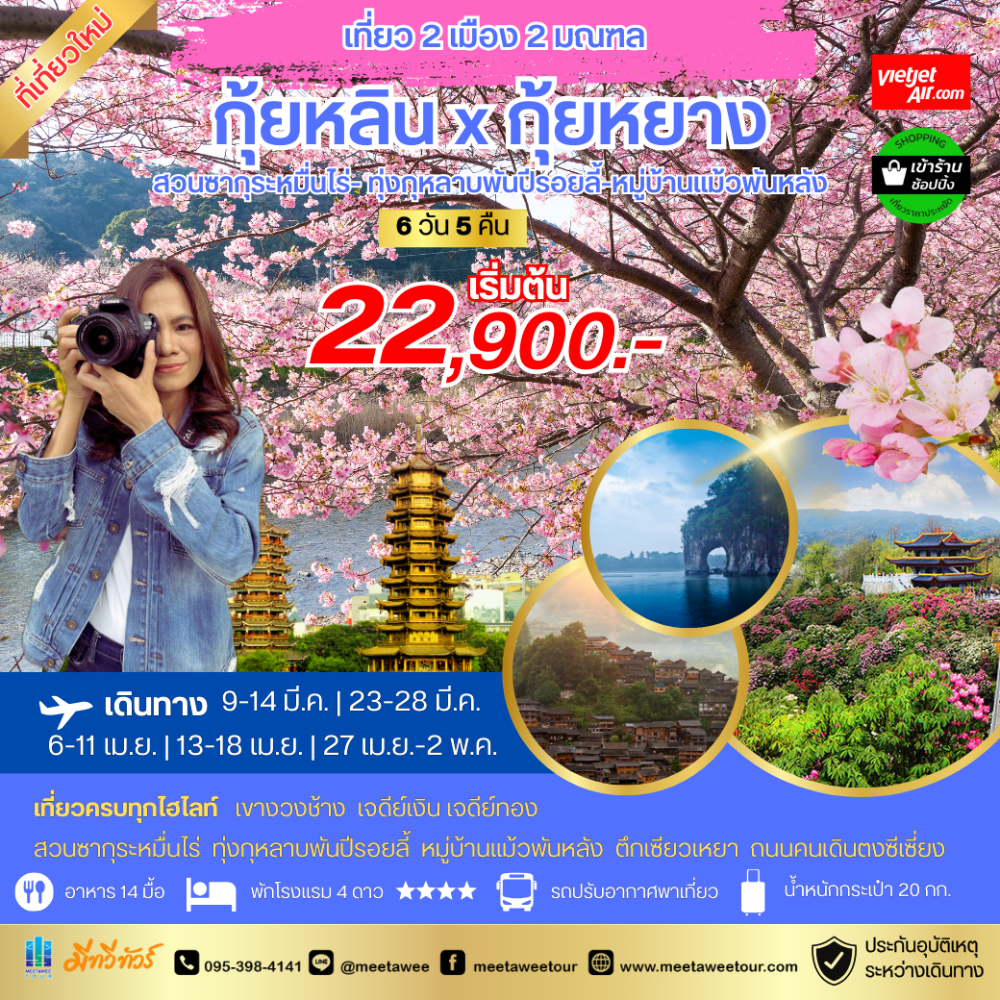 ที่เที่ยวใหม่
เที่ยว 2 เมือง 2 มณฑล
vietjet
Air.com
กุ้ยหลิน x กุ้ยหยาง
SHOPPING
เข้าร้าน
ช้อปปิ้ง
เที่ยวราคาประหยัด
สวนซากุระหมื่นไร่- ทุ่งกุหลาบพันปีรอยลี้-หมู่บ้านแม้วพันหลัง
6 วัน 5 คืน
เริ่มต้น
22,900.-
Canon
เดินทาง 9-14 มี.ค. | 23-28 มี.ค.
6-11 เม.ย. | 13-18 เม.ย. | 27 เม.ย.-2 พ.ค.
เที่ยวครบทุกไฮไลท์ เขางวงช้าง เจดีย์เงิน เจดีย์ทอง
สวนซากุระหมื่นไร่ ทุ่งกุหลาบพันปีรอยลี้ หมู่บ้านแม้วพันหลัง ตึกเซียวเหยา ถนนคนเดินตงซีเซี่ยง
อาหาร 14 มื้อ พักโรงแรม 4 ดาว รถปรับอากาศพาเที่ยว น้ำหนักกระเป๋า 20 กก.
MEETAWEE
TOUR
มีทวีทัวร์
095-398-4141 LINE @meetawee meetaweetour www.meetaweetour.com
ประกันอุบัติเหตุ
ระหว่างเดินทาง